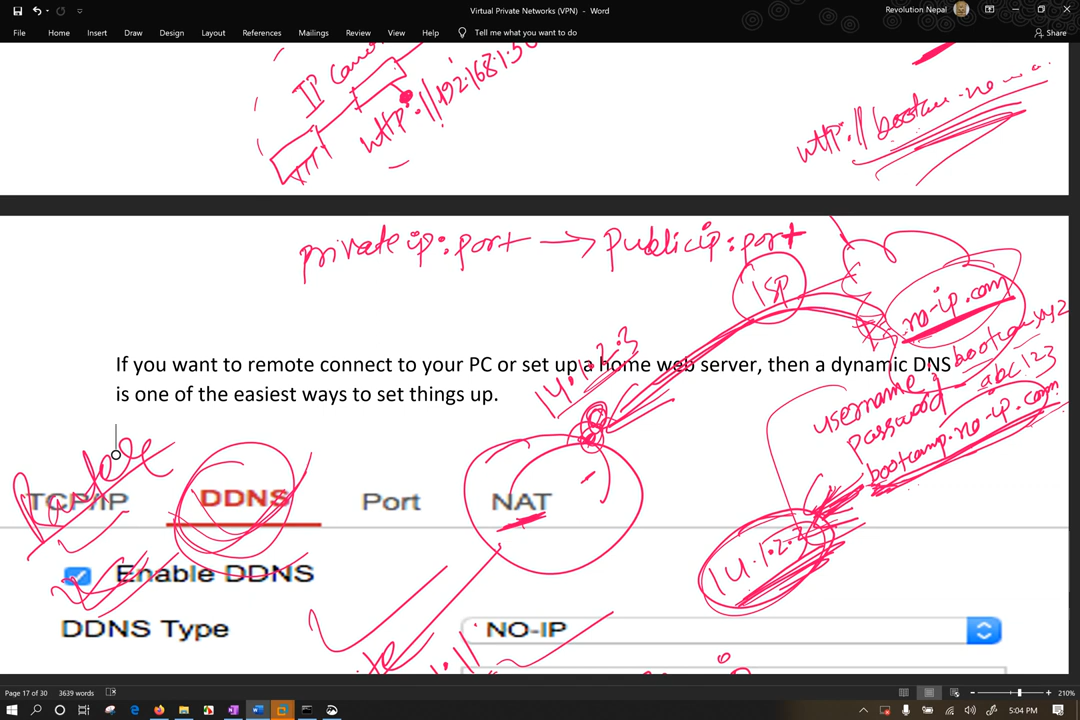 Virtual Private Networks (VPN) - Word
Revolution Nepal
File Home Insert Draw Design Layout References Mailings Review View Help Tell me what you want to do Share
IP Camera
http://192.168.1.50
private ip:port → public ip:port
ISP
no-ip.com
14.1.2.3
If you want to remote connect to your PC or set up a home web server, then a dynamic DNS
is one of the easiest ways to set things up.
username bootcamxyz
password - abc123
bootcamp.no-ip.com
Router
TCP/IP DDNS Port NAT
14.1.2.3
Enable DDNS
DDNS Type NO-IP
Page 17 of 30 3639 words 210%
5:04 PM